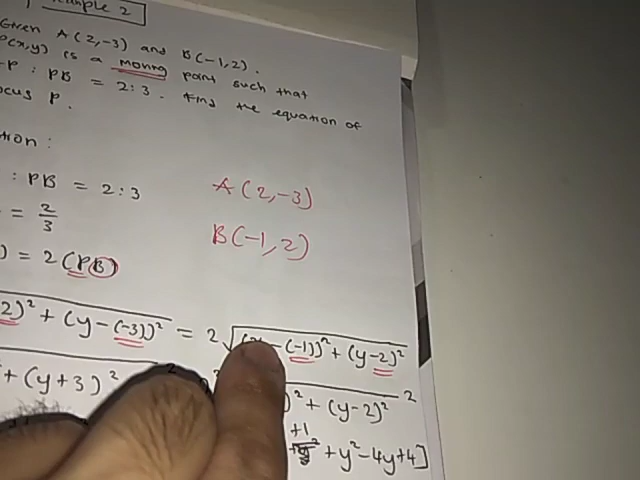 Example 2
Given A(2,-3) and B(-1,2).
P(x,y) is a moving point such that
: PB = 2:3. Find the equation of
locus P.
: PB = 2:3 A(2,-3)
= 2/3 B(-1,2)
) = 2(PB)
2)² + (y-(-3))² = 2√ -(-1))² + (y-2)²
+ (y+3)² )² + (y-2)² 2
+1
+ y² - 4y + 4]